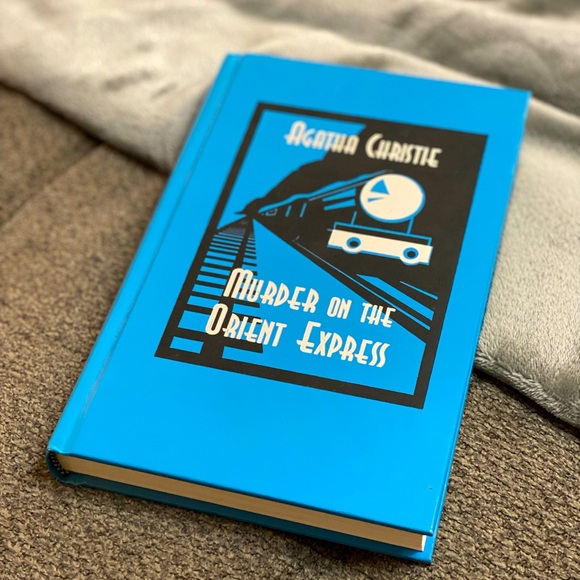 Agatha Christie
Murder on the
Orient Express